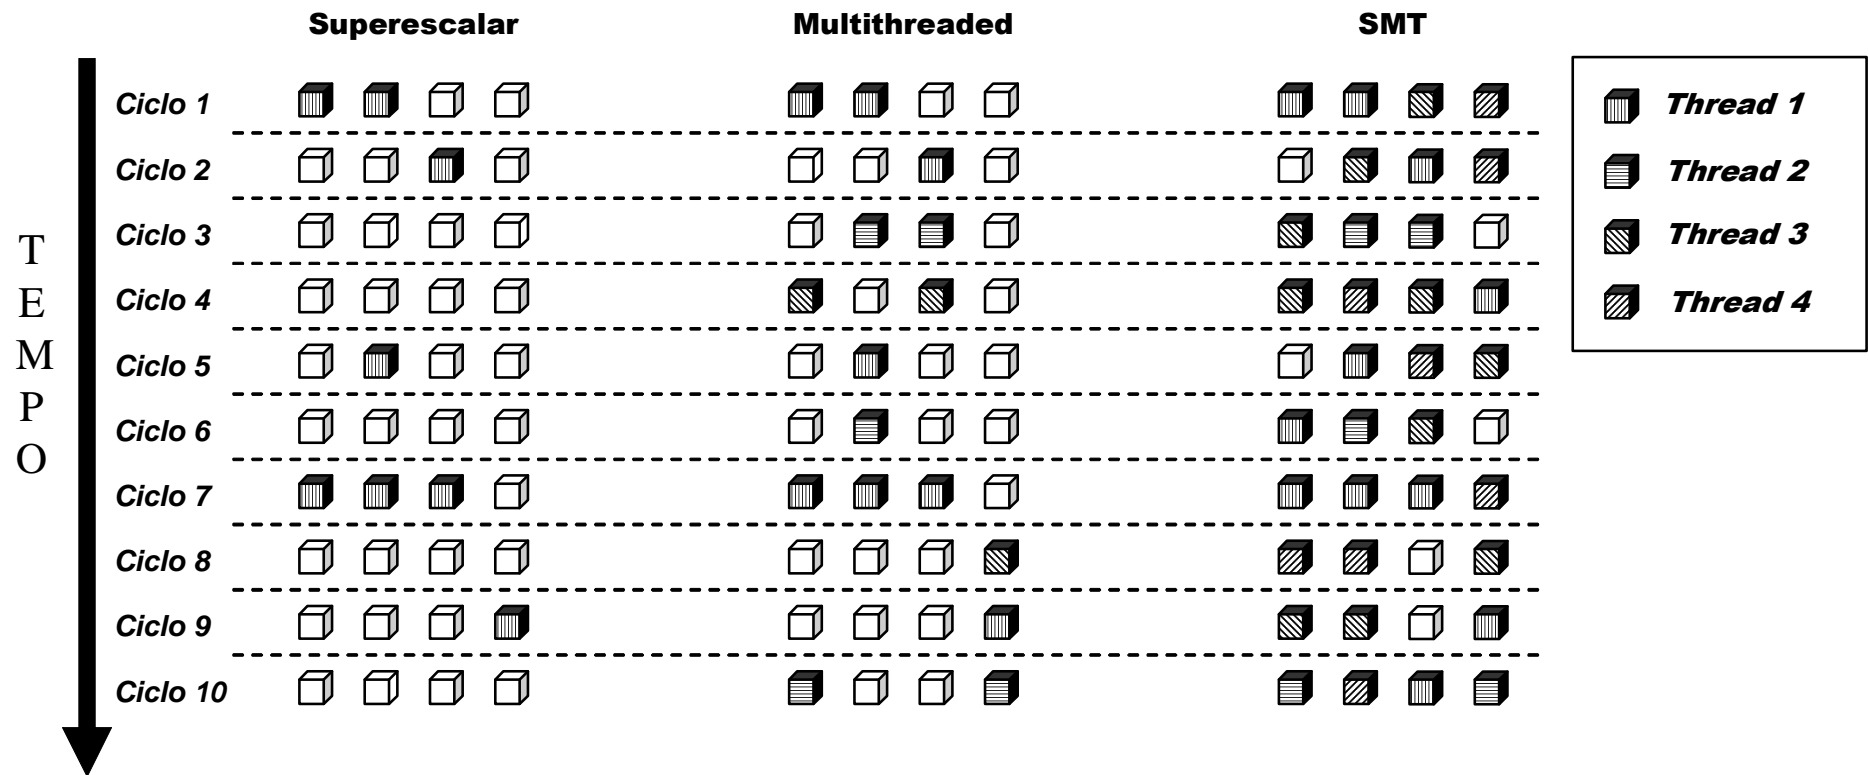 Superescalar Multithreaded SMT
Ciclo 1
Ciclo 2
Ciclo 3
Ciclo 4
Ciclo 5
Ciclo 6
Ciclo 7
Ciclo 8
Ciclo 9
Ciclo 10
TEMPO
Thread 1
Thread 2
Thread 3
Thread 4